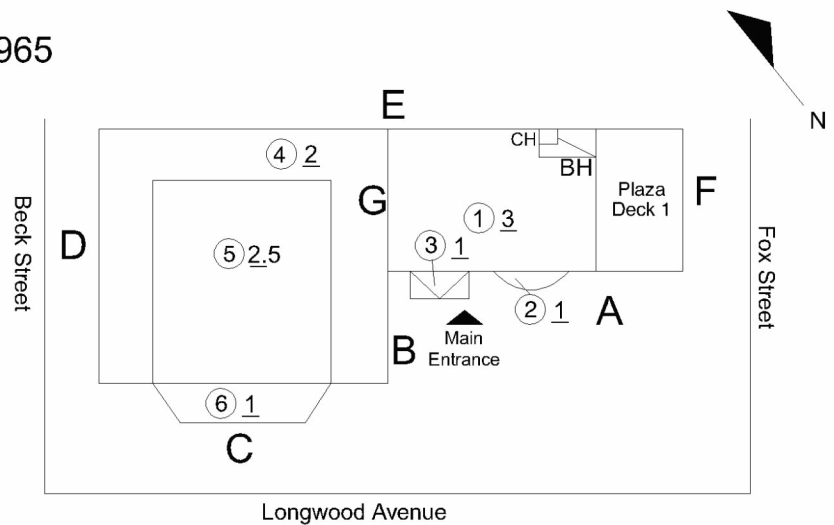 965
N
E
CH
BH
4 2
G
Plaza
Deck 1
F
1 3
Beck Street
D
5 2.5
3 1
Fox Street
2 1
A
Main
Entrance
B
6 1
C
Longwood Avenue